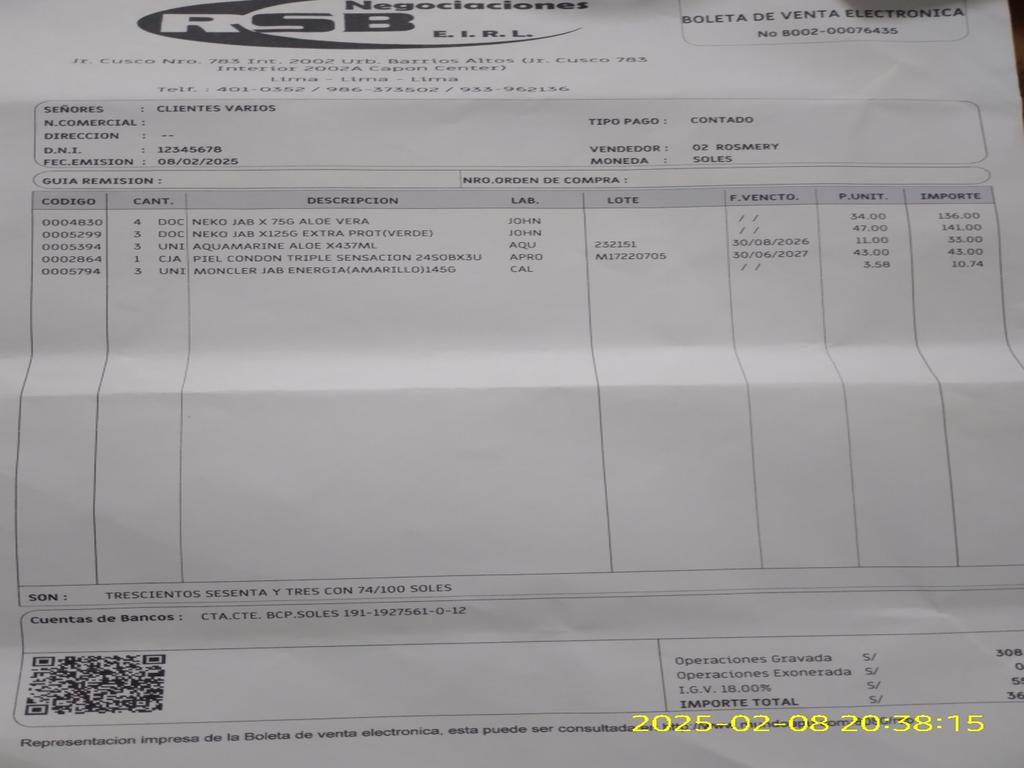 Negociaciones
RSB
E. I. R. L.
BOLETA DE VENTA ELECTRONICA
No B002-00076435
Jr. Cusco Nro. 783 Int. 2002 Urb. Barrios Altos (Jr. Cusco 783
Interior 2002A Capon Center)
Lima - Lima - Lima
Telf. : 401-0352 / 986-373502 / 933-962136
SEÑORES : CLIENTES VARIOS
N.COMERCIAL :
TIPO PAGO : CONTADO
DIRECCION : --
D.N.I. : 12345678
VENDEDOR : 02 ROSMERY
FEC.EMISION : 08/02/2025
MONEDA : SOLES
GUIA REMISION : NRO.ORDEN DE COMPRA :
CODIGO CANT. DESCRIPCION LAB. LOTE F.VENCTO. P.UNIT. IMPORTE
0004830 4 DOC NEKO JAB X 75G ALOE VERA JOHN / / 34.00 136.00
0005299 3 DOC NEKO JAB X125G EXTRA PROT(VERDE) JOHN / / 47.00 141.00
0005394 3 UNI AQUAMARINE ALOE X437ML AQU 232151 30/08/2026 11.00 33.00
0002864 1 CJA PIEL CONDON TRIPLE SENSACION 24SOBX3U APRO M17220705 30/06/2027 43.00 43.00
0005794 3 UNI MONCLER JAB ENERGIA(AMARILLO)145G CAL / / 3.58 10.74
SON : TRESCIENTOS SESENTA Y TRES CON 74/100 SOLES
Cuentas de Bancos : CTA.CTE. BCP.SOLES 191-1927561-0-12
Operaciones Gravada S/ 308
Operaciones Exonerada S/ 0
I.G.V. 18.00% S/ 55
IMPORTE TOTAL S/ 36
Representacion impresa de la Boleta de venta electronica, esta puede ser consultada
2025-02-08 20:38:15